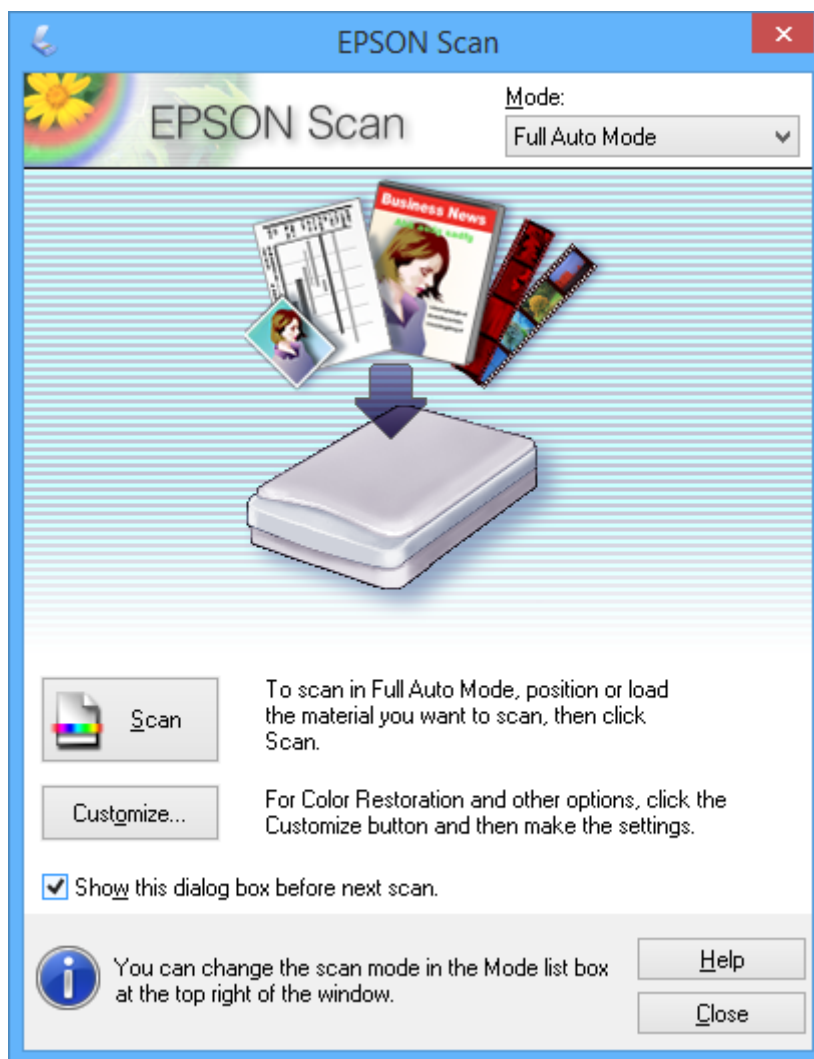 EPSON Scan
EPSON Scan
Mode:
Full Auto Mode
Business News
To scan in Full Auto Mode, position or load
the material you want to scan, then click
Scan.
Scan
For Color Restoration and other options, click the
Customize button and then make the settings.
Customize...
Show this dialog box before next scan.
You can change the scan mode in the Mode list box
at the top right of the window.
Help
Close